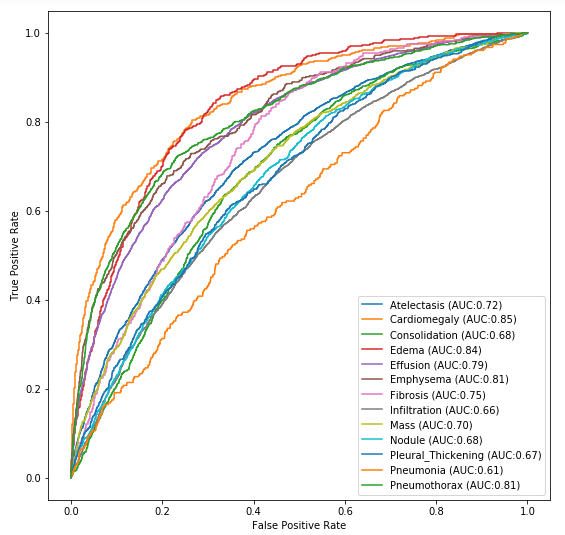 1.0
0.8
0.6
0.4
0.2
0.0
True Positive Rate
0.0 0.2 0.4 0.6 0.8 1.0
False Positive Rate
Atelectasis (AUC:0.72)
Cardiomegaly (AUC:0.85)
Consolidation (AUC:0.68)
Edema (AUC:0.84)
Effusion (AUC:0.79)
Emphysema (AUC:0.81)
Fibrosis (AUC:0.75)
Infiltration (AUC:0.66)
Mass (AUC:0.70)
Nodule (AUC:0.68)
Pleural_Thickening (AUC:0.67)
Pneumonia (AUC:0.61)
Pneumothorax (AUC:0.81)